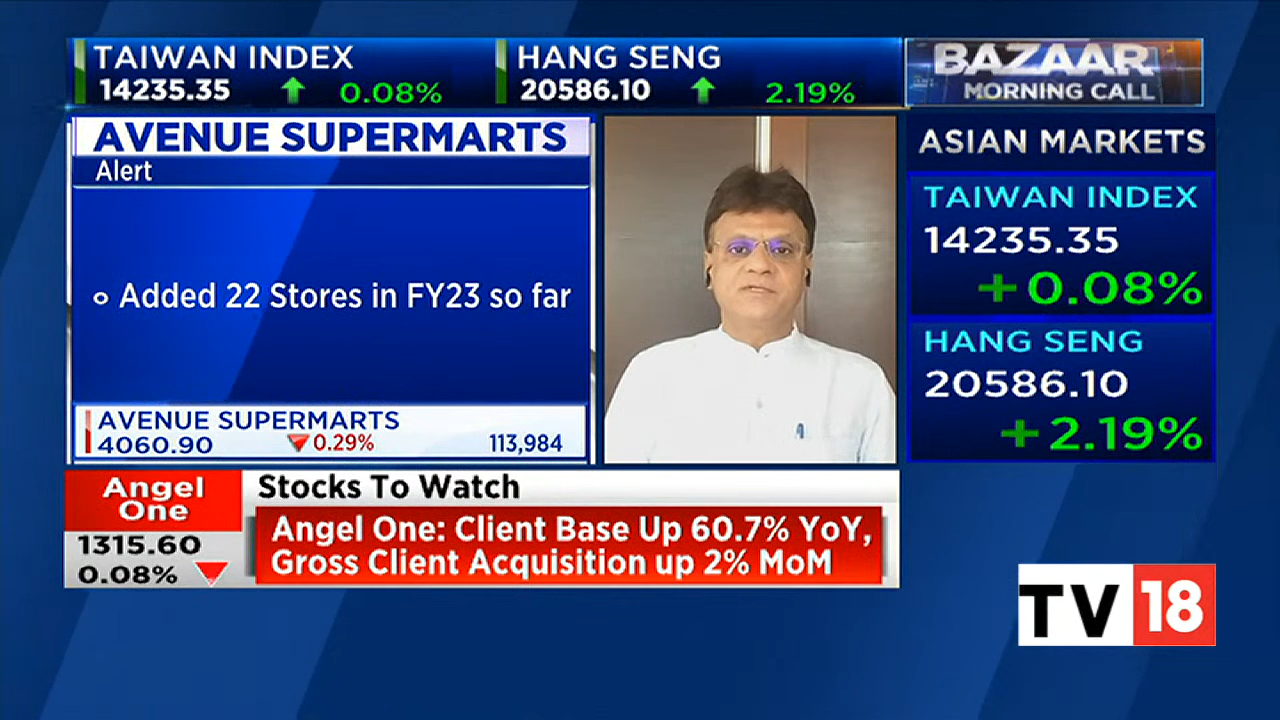 TAIWAN INDEX
14235.35 0.08%
HANG SENG
20586.10 2.19%
BAZAAR
MORNING CALL
AVENUE SUPERMARTS
Alert
Added 22 Stores in FY23 so far
AVENUE SUPERMARTS
4060.90 0.29% 113,984
ASIAN MARKETS
TAIWAN INDEX
14235.35
+0.08%
HANG SENG
20586.10
+2.19%
Angel
One
1315.60
0.08%
Stocks To Watch
Angel One: Client Base Up 60.7% YoY,
Gross Client Acquisition up 2% MoM
TV18